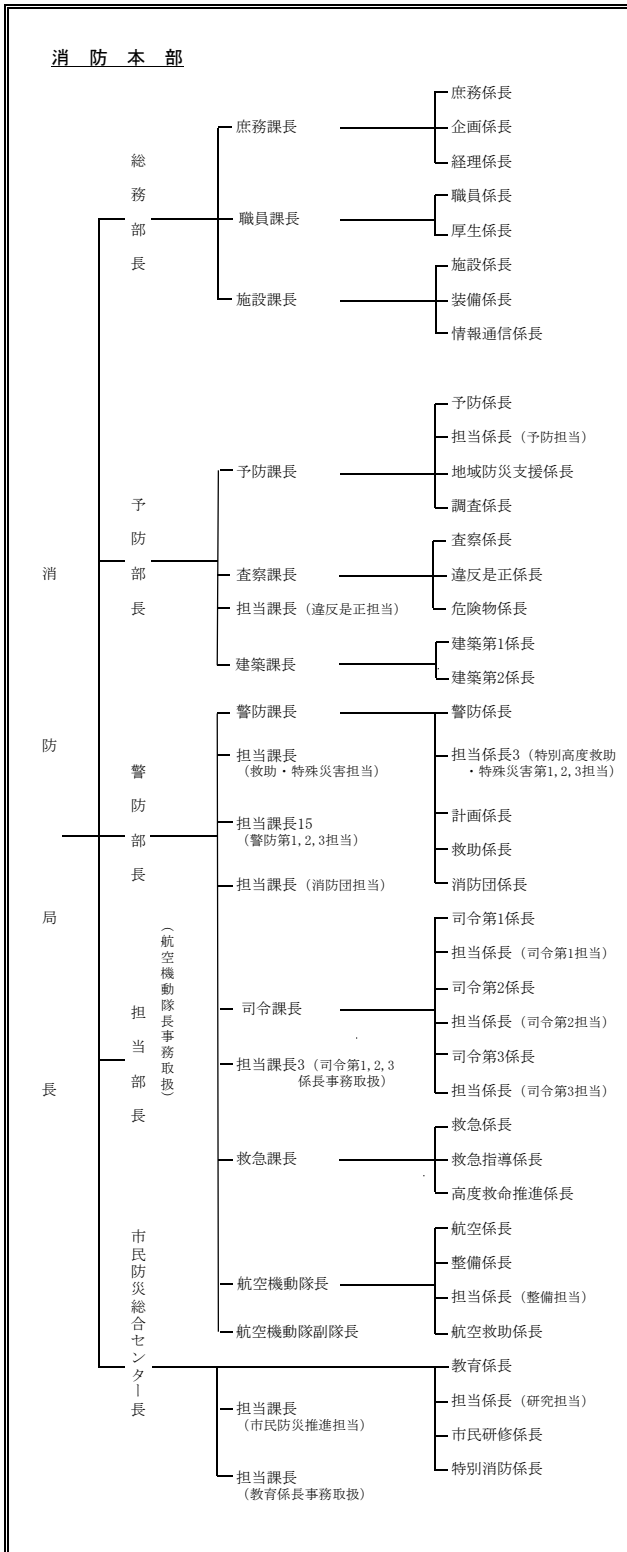 消防本部
消防局長
総務部長
庶務課長
庶務係長
企画係長
経理係長
職員課長
職員係長
厚生係長
施設課長
施設係長
装備係長
情報通信係長
予防部長
予防課長
予防係長
担当係長（予防担当）
地域防災支援係長
調査係長
査察課長
査察係長
違反是正係長
危険物係長
担当課長（違反是正担当）
建築課長
建築第1係長
建築第2係長
警防部長
警防課長
警防係長
担当係長3（特別高度救助
・特殊災害第1,2,3担当）
計画係長
救助係長
消防団係長
担当課長
（救助・特殊災害担当）
担当課長15
（警防第1,2,3担当）
担当課長（消防団担当）
司令課長
司令第1係長
担当係長（司令第1担当）
司令第2係長
担当係長（司令第2担当）
司令第3係長
担当係長（司令第3担当）
担当課長3（司令第1,2,3
係長事務取扱）
救急課長
救急係長
救急指導係長
高度救命推進係長
担当部長
（航空機動隊長事務取扱）
航空機動隊長
航空係長
整備係長
担当係長（整備担当）
航空救助係長
航空機動隊副隊長
市民防災総合センター長
教育係長
担当係長（研究担当）
市民研修係長
特別消防係長
担当課長
（市民防災推進担当）
担当課長
（教育係長事務取扱）